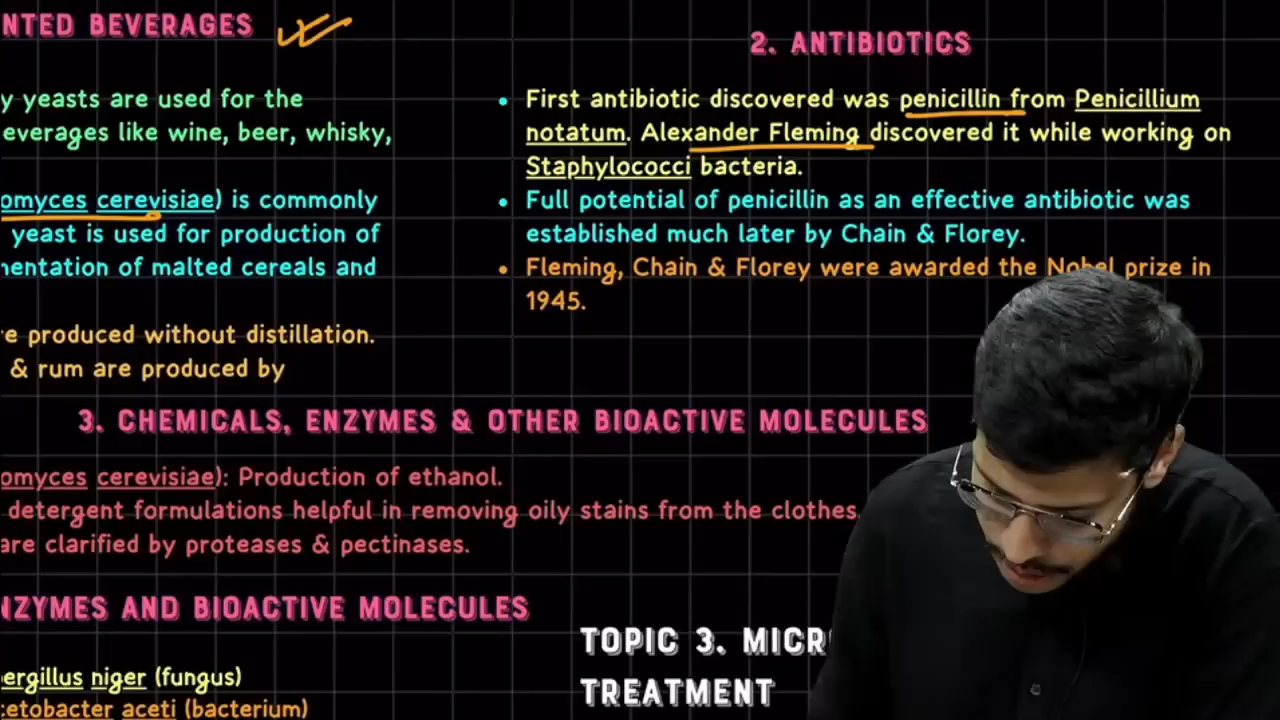 NTED BEVERAGES
y yeasts are used for the
everages like wine, beer, whisky,
omyces cerevisiae) is commonly
yeast is used for production of
nentation of malted cereals and
e produced without distillation.
& rum are produced by
2. ANTIBIOTICS
• First antibiotic discovered was penicillin from Penicillium
notatum. Alexander Fleming discovered it while working on
Staphylococci bacteria.
• Full potential of penicillin as an effective antibiotic was
established much later by Chain & Florey.
• Fleming, Chain & Florey were awarded the Nobel prize in
1945.
3. CHEMICALS, ENZYMES & OTHER BIOACTIVE MOLECULES
omyces cerevisiae): Production of ethanol.
detergent formulations helpful in removing oily stains from the clothes.
are clarified by proteases & pectinases.
NZYMES AND BIOACTIVE MOLECULES
ergillus niger (fungus)
cetobacter aceti (bacterium)
TOPIC 3. MICR
TREATMENT